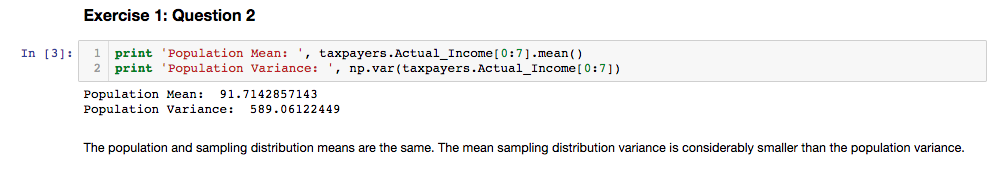 Exercise 1: Question 2
In [3]: 1 print 'Population Mean: ', taxpayers.Actual_Income[0:7].mean()
2 print 'Population Variance: ', np.var(taxpayers.Actual_Income[0:7])
Population Mean:  91.7142857143
Population Variance:  589.06122449
The population and sampling distribution means are the same. The mean sampling distribution variance is considerably smaller than the population variance.